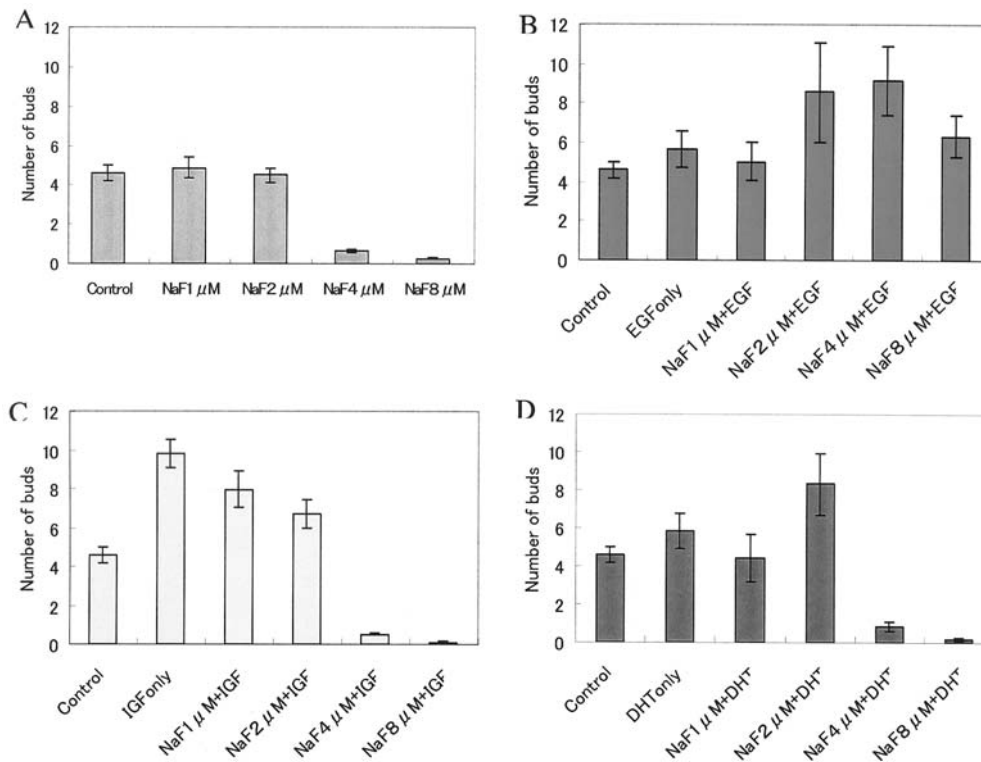 A
Number of buds
12
10
8
6
4
2
0
Control NaF1 μM NaF2 μM NaF4 μM NaF8 μM
B
Number of buds
12
10
8
6
4
2
0
Control
EGFonly
NaF1 μM+EGF
NaF2 μM+EGF
NaF4 μM+EGF
NaF8 μM+EGF
C
Number of buds
12
10
8
6
4
2
0
Control
IGFonly
NaF1 μM+IGF
NaF2 μM+IGF
NaF4 μM+IGF
NaF8 μM+IGF
D
Number of buds
12
10
8
6
4
2
0
Control
DHTonly
NaF1 μM+DHT
NaF2 μM+DHT
NaF4 μM+DHT
NaF8 μM+DHT